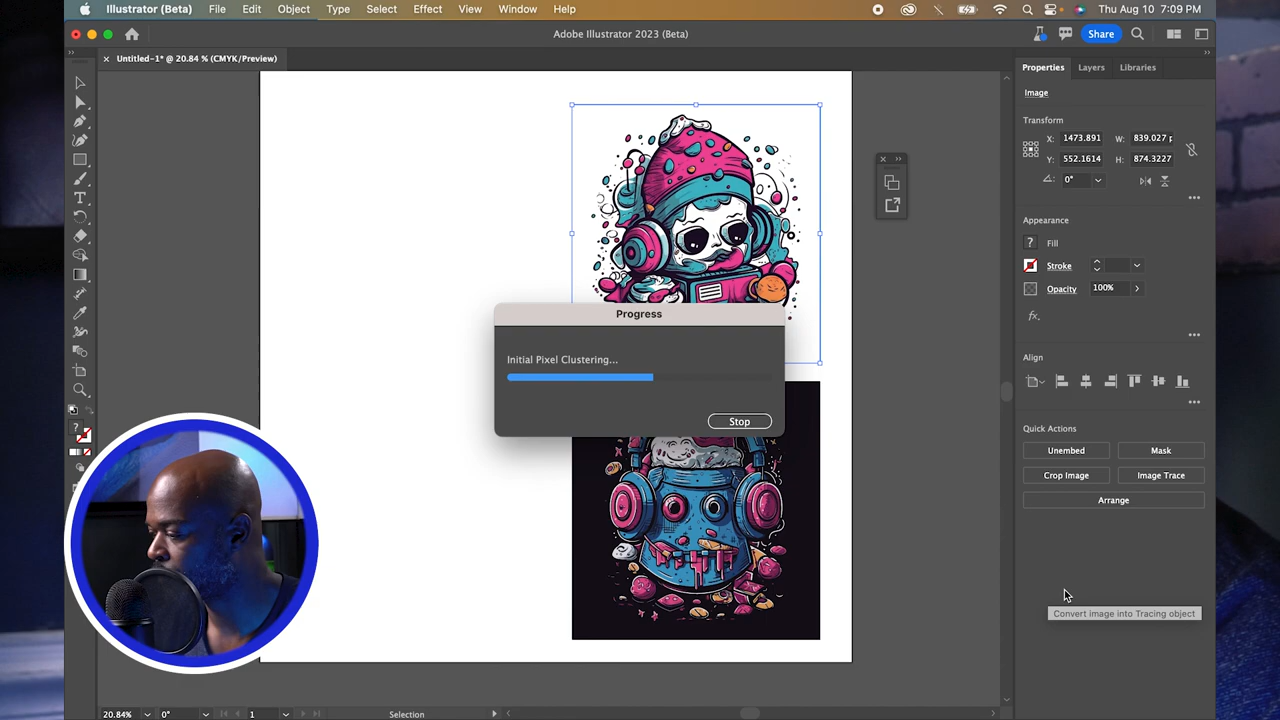 Illustrator (Beta) File Edit Object Type Select Effect View Window Help Thu Aug 10 7:09 PM
Adobe Illustrator 2023 (Beta) Share
× Untitled-1* @ 20.84 % (CMYK/Preview)
Properties Layers Libraries
Image
Transform
X: 1473.891 W: 839.027 p
Y: 552.1614 H: 874.3227
0°
Appearance
? Fill
Stroke
Opacity 100%
fx.
Align
Quick Actions
Unembed Mask
Crop Image Image Trace
Arrange
Convert image into Tracing object
Progress
Initial Pixel Clustering...
Stop
20.84% 0° 1 Selection